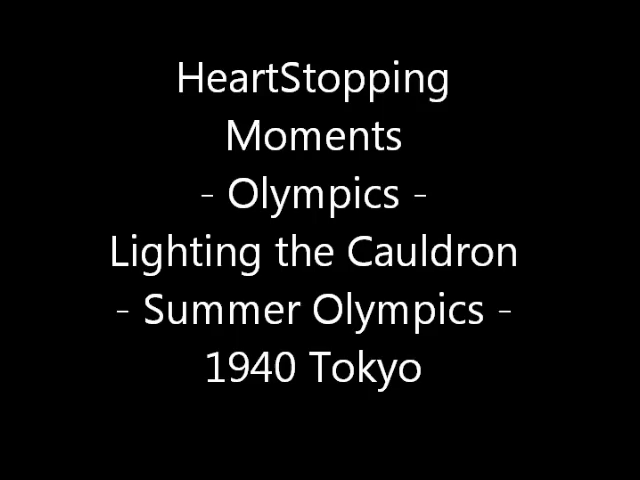 HeartStopping
Moments
- Olympics -
Lighting the Cauldron
- Summer Olympics -
1940 Tokyo